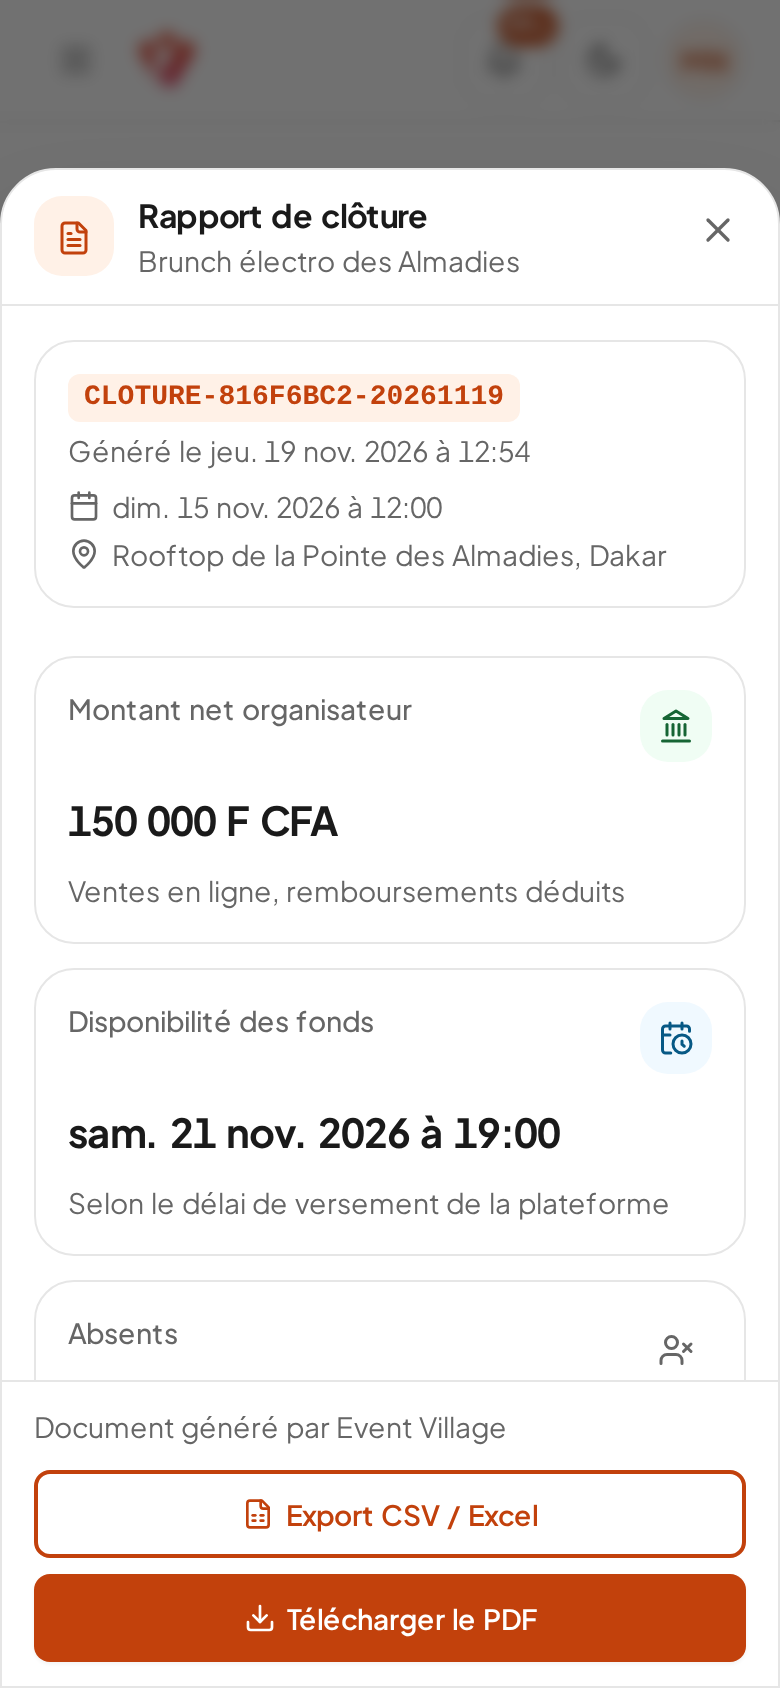 Rapport de clôture
Brunch électro des Almadies
CLOTURE-816F6BC2-20261119
Généré le jeu. 19 nov. 2026 à 12:54
dim. 15 nov. 2026 à 12:00
Rooftop de la Pointe des Almadies, Dakar
Montant net organisateur
150 000 F CFA
Ventes en ligne, remboursements déduits
Disponibilité des fonds
sam. 21 nov. 2026 à 19:00
Selon le délai de versement de la plateforme
Absents
Document généré par Event Village
Export CSV / Excel
Télécharger le PDF